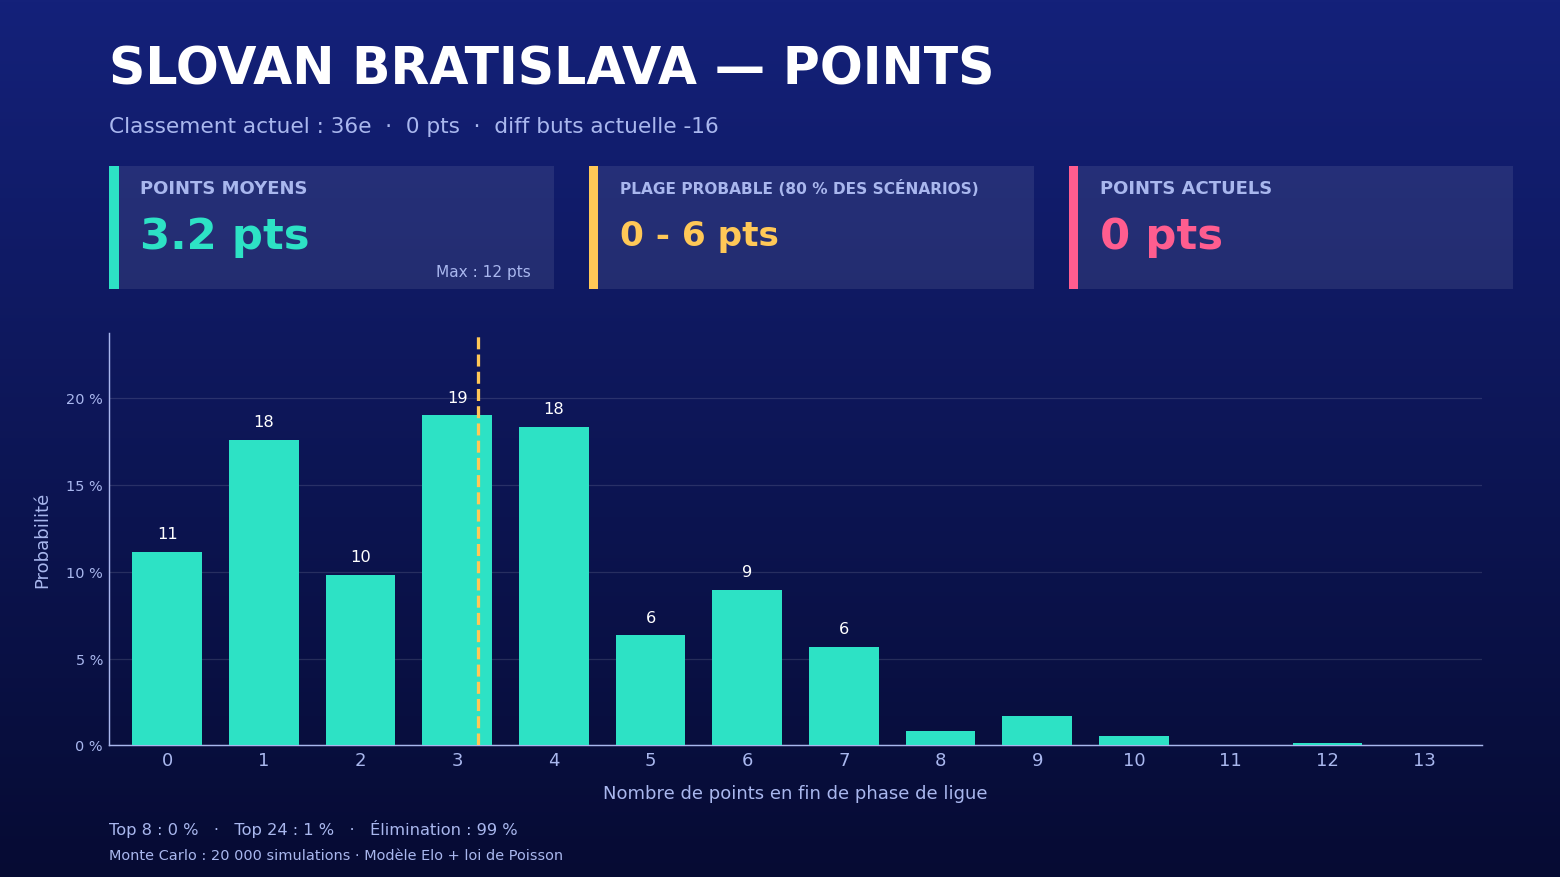 SLOVAN BRATISLAVA — POINTS
Classement actuel : 36e · 0 pts · diff buts actuelle -16
POINTS MOYENS
3.2 pts
Max : 12 pts
PLAGE PROBABLE (80 % DES SCÉNARIOS)
0 - 6 pts
POINTS ACTUELS
0 pts
Probabilité
20 %
15 %
10 %
5 %
0 %
11
18
10
19
18
6
9
6
0 1 2 3 4 5 6 7 8 9 10 11 12 13
Nombre de points en fin de phase de ligue
Top 8 : 0 % · Top 24 : 1 % · Élimination : 99 %
Monte Carlo : 20 000 simulations · Modèle Elo + loi de Poisson